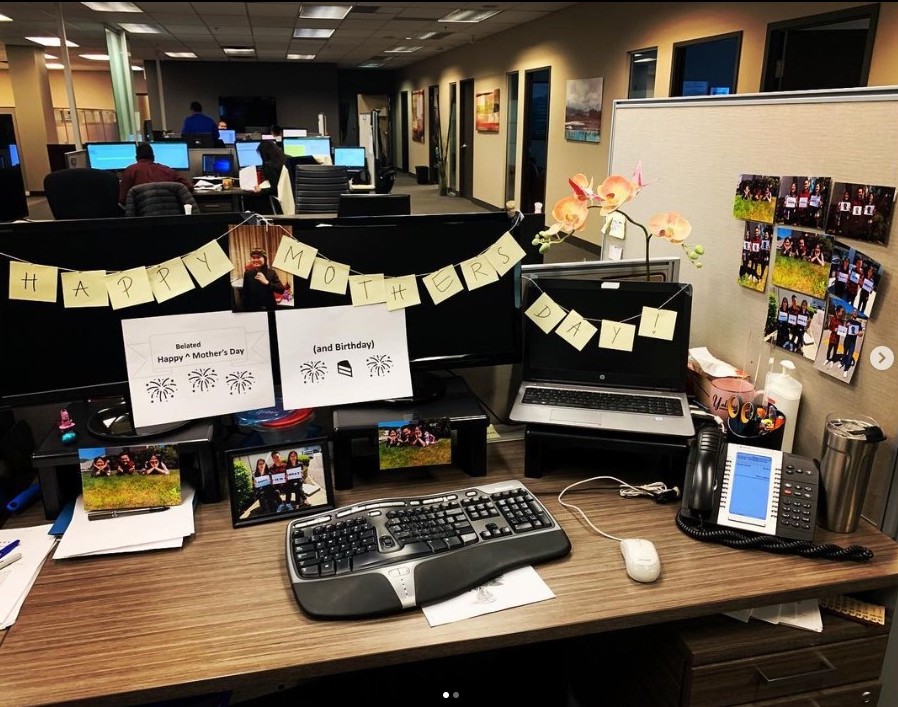 HAPPY MOTHERS
DAY!
Belated
Happy ^ Mother's Day
(and Birthday)